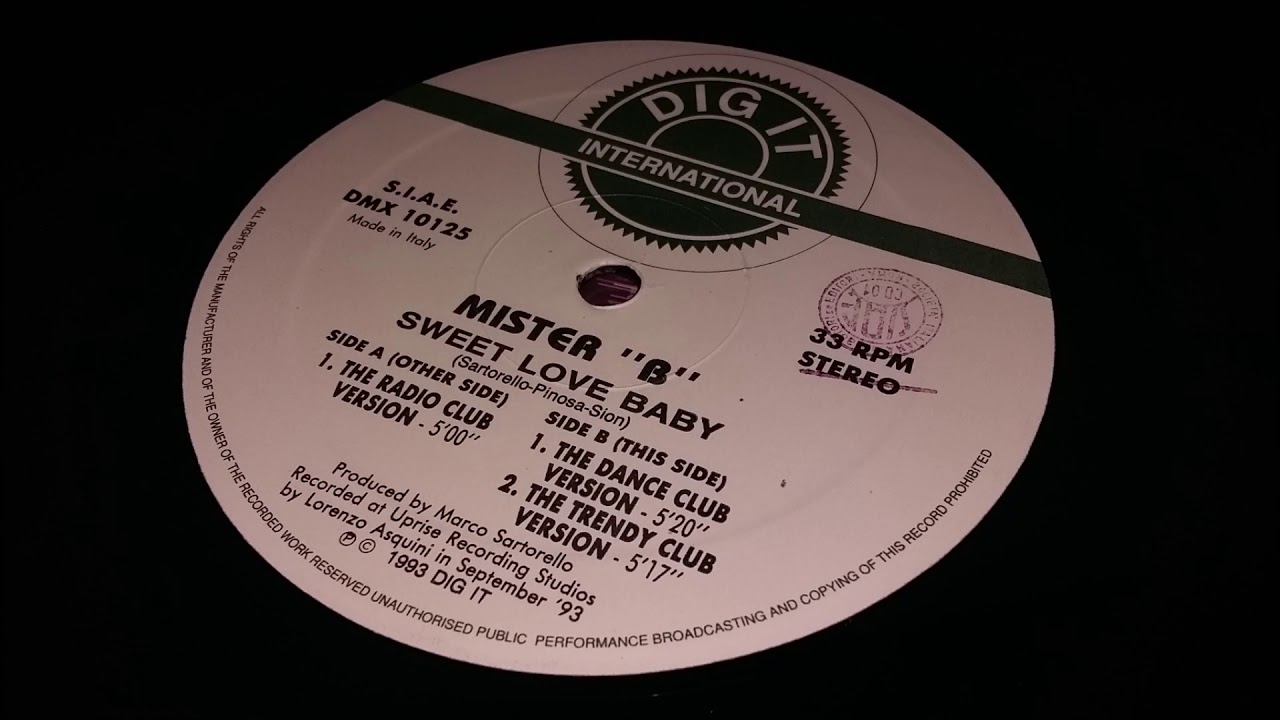 DIG IT
INTERNATIONAL
S.I.A.E.
DMX 10125
Made in Italy
33 RPM
STEREO
MISTER "B"
SWEET LOVE BABY
(Sartorello-Pinosa-Sion)
SIDE A (OTHER SIDE)
1. THE RADIO CLUB
VERSION - 5'00"
SIDE B (THIS SIDE)
1. THE DANCE CLUB
VERSION - 5'20"
2. THE TRENDY CLUB
VERSION - 5'17"
Produced by Marco Sartorello
Recorded at Uprise Recording Studios
by Lorenzo Asquini in September '93
℗ © 1993 DIG IT
ALL RIGHTS OF THE MANUFACTURER AND OF THE OWNER OF THE RECORDED WORK RESERVED UNAUTHORISED PUBLIC PERFORMANCE BROADCASTING AND COPYING OF THIS RECORD PROHIBITED